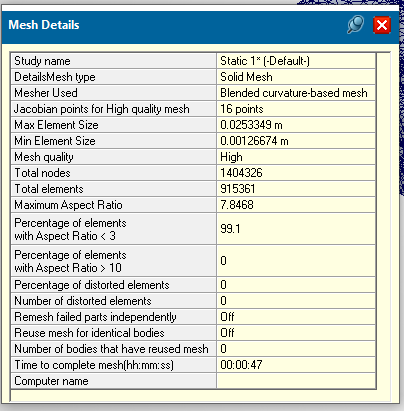 Mesh Details
Study name Static 1* (-Default-)
DetailsMesh type Solid Mesh
Mesher Used Blended curvature-based mesh
Jacobian points for High quality mesh 16 points
Max Element Size 0.0253349 m
Min Element Size 0.00126674 m
Mesh quality High
Total nodes 1404326
Total elements 915361
Maximum Aspect Ratio 7.8468
Percentage of elements
with Aspect Ratio < 3 99.1
Percentage of elements
with Aspect Ratio > 10 0
Percentage of distorted elements 0
Number of distorted elements 0
Remesh failed parts independently Off
Reuse mesh for identical bodies Off
Number of bodies that have reused mesh 0
Time to complete mesh(hh:mm:ss) 00:00:47
Computer name